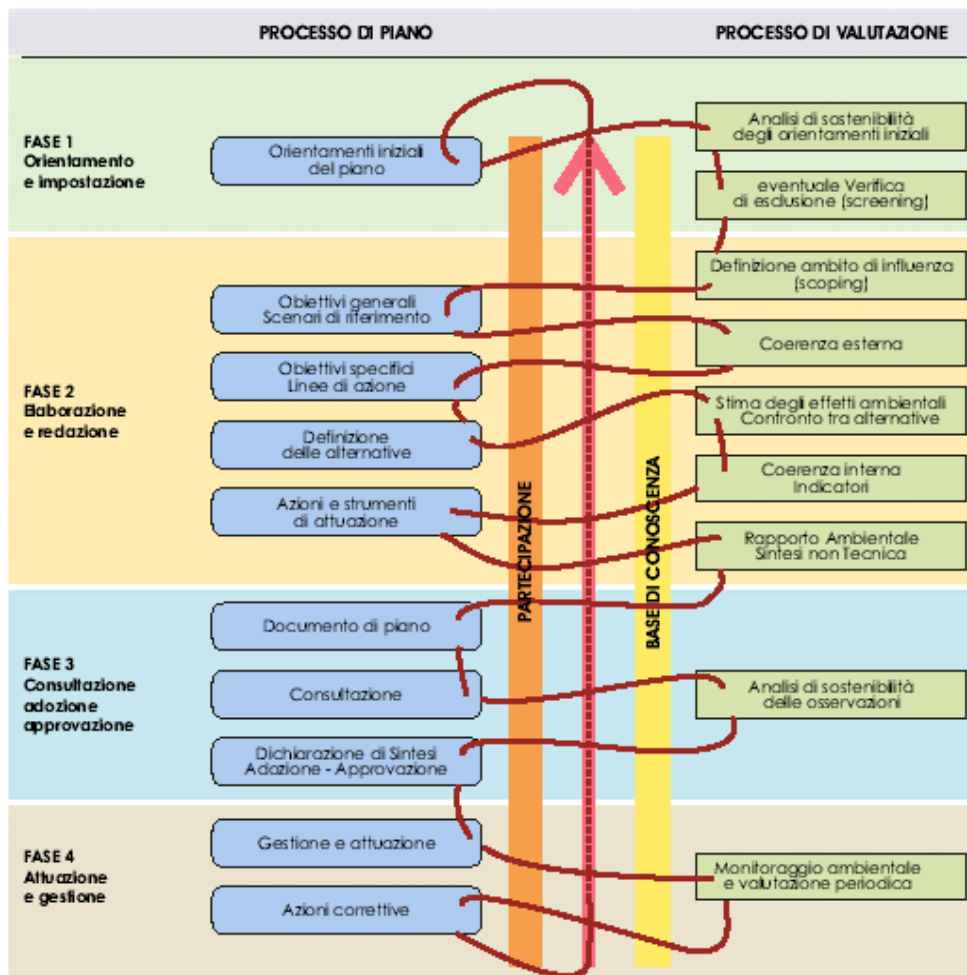 PROCESSO DI PIANO
PROCESSO DI VALUTAZIONE
FASE 1
Orientamento
e impostazione
Orientamenti iniziali
del piano
Analisi di sostenibilità
degli orientamenti iniziali
eventuale Verifica
di esclusione (screening)
FASE 2
Elaborazione
e redazione
Definizione ambito di influenza
(scoping)
Obiettivi generali
Scenari di riferimento
Coerenza esterna
Obiettivi specifici
Linee di azione
Stima degli effetti ambientali
Confronto tra alternative
Definizione
delle alternative
Coerenza interna
Indicatori
Azioni e strumenti
di attuazione
Rapporto Ambientale
Sintesi non Tecnica
PARTECIPAZIONE
BASE DI CONOSCENZA
FASE 3
Consultazione
adozione
approvazione
Documento di piano
Consultazione
Analisi di sostenibilità
delle osservazioni
Dichiarazione di Sintesi
Adozione - Approvazione
FASE 4
Attuazione
e gestione
Gestione e attuazione
Monitoraggio ambientale
e valutazione periodica
Azioni correttive